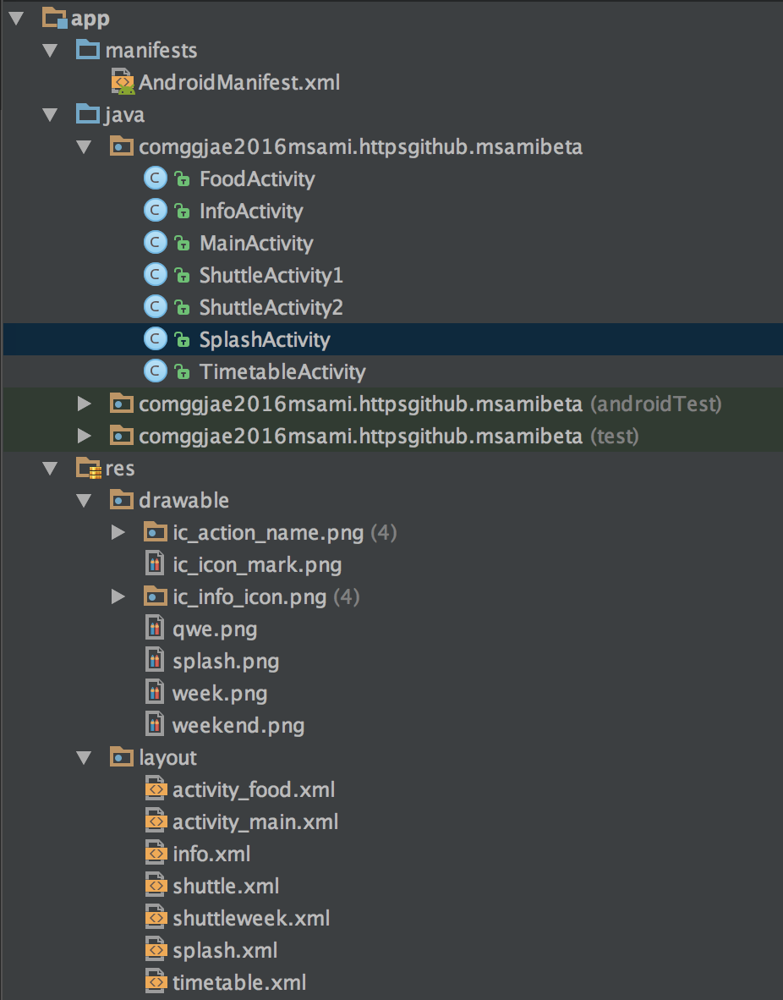 app
manifests
AndroidManifest.xml
java
comggjae2016msami.httpsgithub.msamibeta
FoodActivity
InfoActivity
MainActivity
ShuttleActivity1
ShuttleActivity2
SplashActivity
TimetableActivity
comggjae2016msami.httpsgithub.msamibeta (androidTest)
comggjae2016msami.httpsgithub.msamibeta (test)
res
drawable
ic_action_name.png (4)
ic_icon_mark.png
ic_info_icon.png (4)
qwe.png
splash.png
week.png
weekend.png
layout
activity_food.xml
activity_main.xml
info.xml
shuttle.xml
shuttleweek.xml
splash.xml
timetable.xml